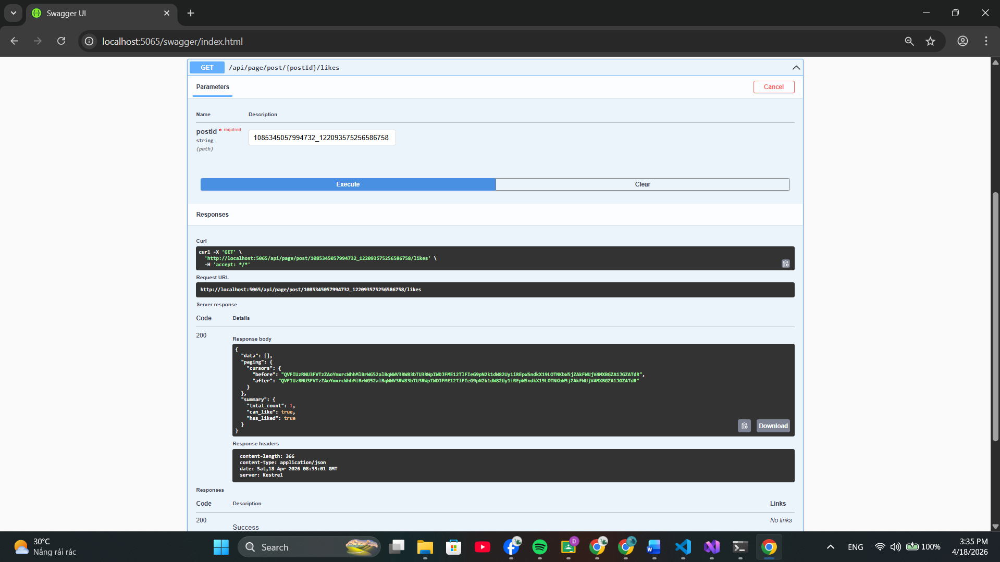 Swagger UI
localhost:5065/swagger/index.html
GET /api/page/post/{postId}/likes
Parameters
Cancel
Name Description
postId * required
string
(path)
1085345057994732_122093575256586758
Execute Clear
Responses
Curl
curl -X 'GET' \
'http://localhost:5065/api/page/post/1085345057994732_122093575256586758/likes' \
-H 'accept: */*'
Request URL
http://localhost:5065/api/page/post/1085345057994732_122093575256586758/likes
Server response
Code Details
200
Response body
{
"data": [],
"paging": {
"cursors": {
"before":
"after":
}
},
"summary": {
"total_count": 1,
"can_like": true,
"has_liked": true
}
}
Download
Response headers
content-length: 366
content-type: application/json
date: Sat,18 Apr 2026 08:35:01 GMT
server: Kestrel
Responses
Code Description Links
200
Success
No links
30°C
Nắng rải rác
Search
D
ENG
100%
3:35 PM
4/18/2026